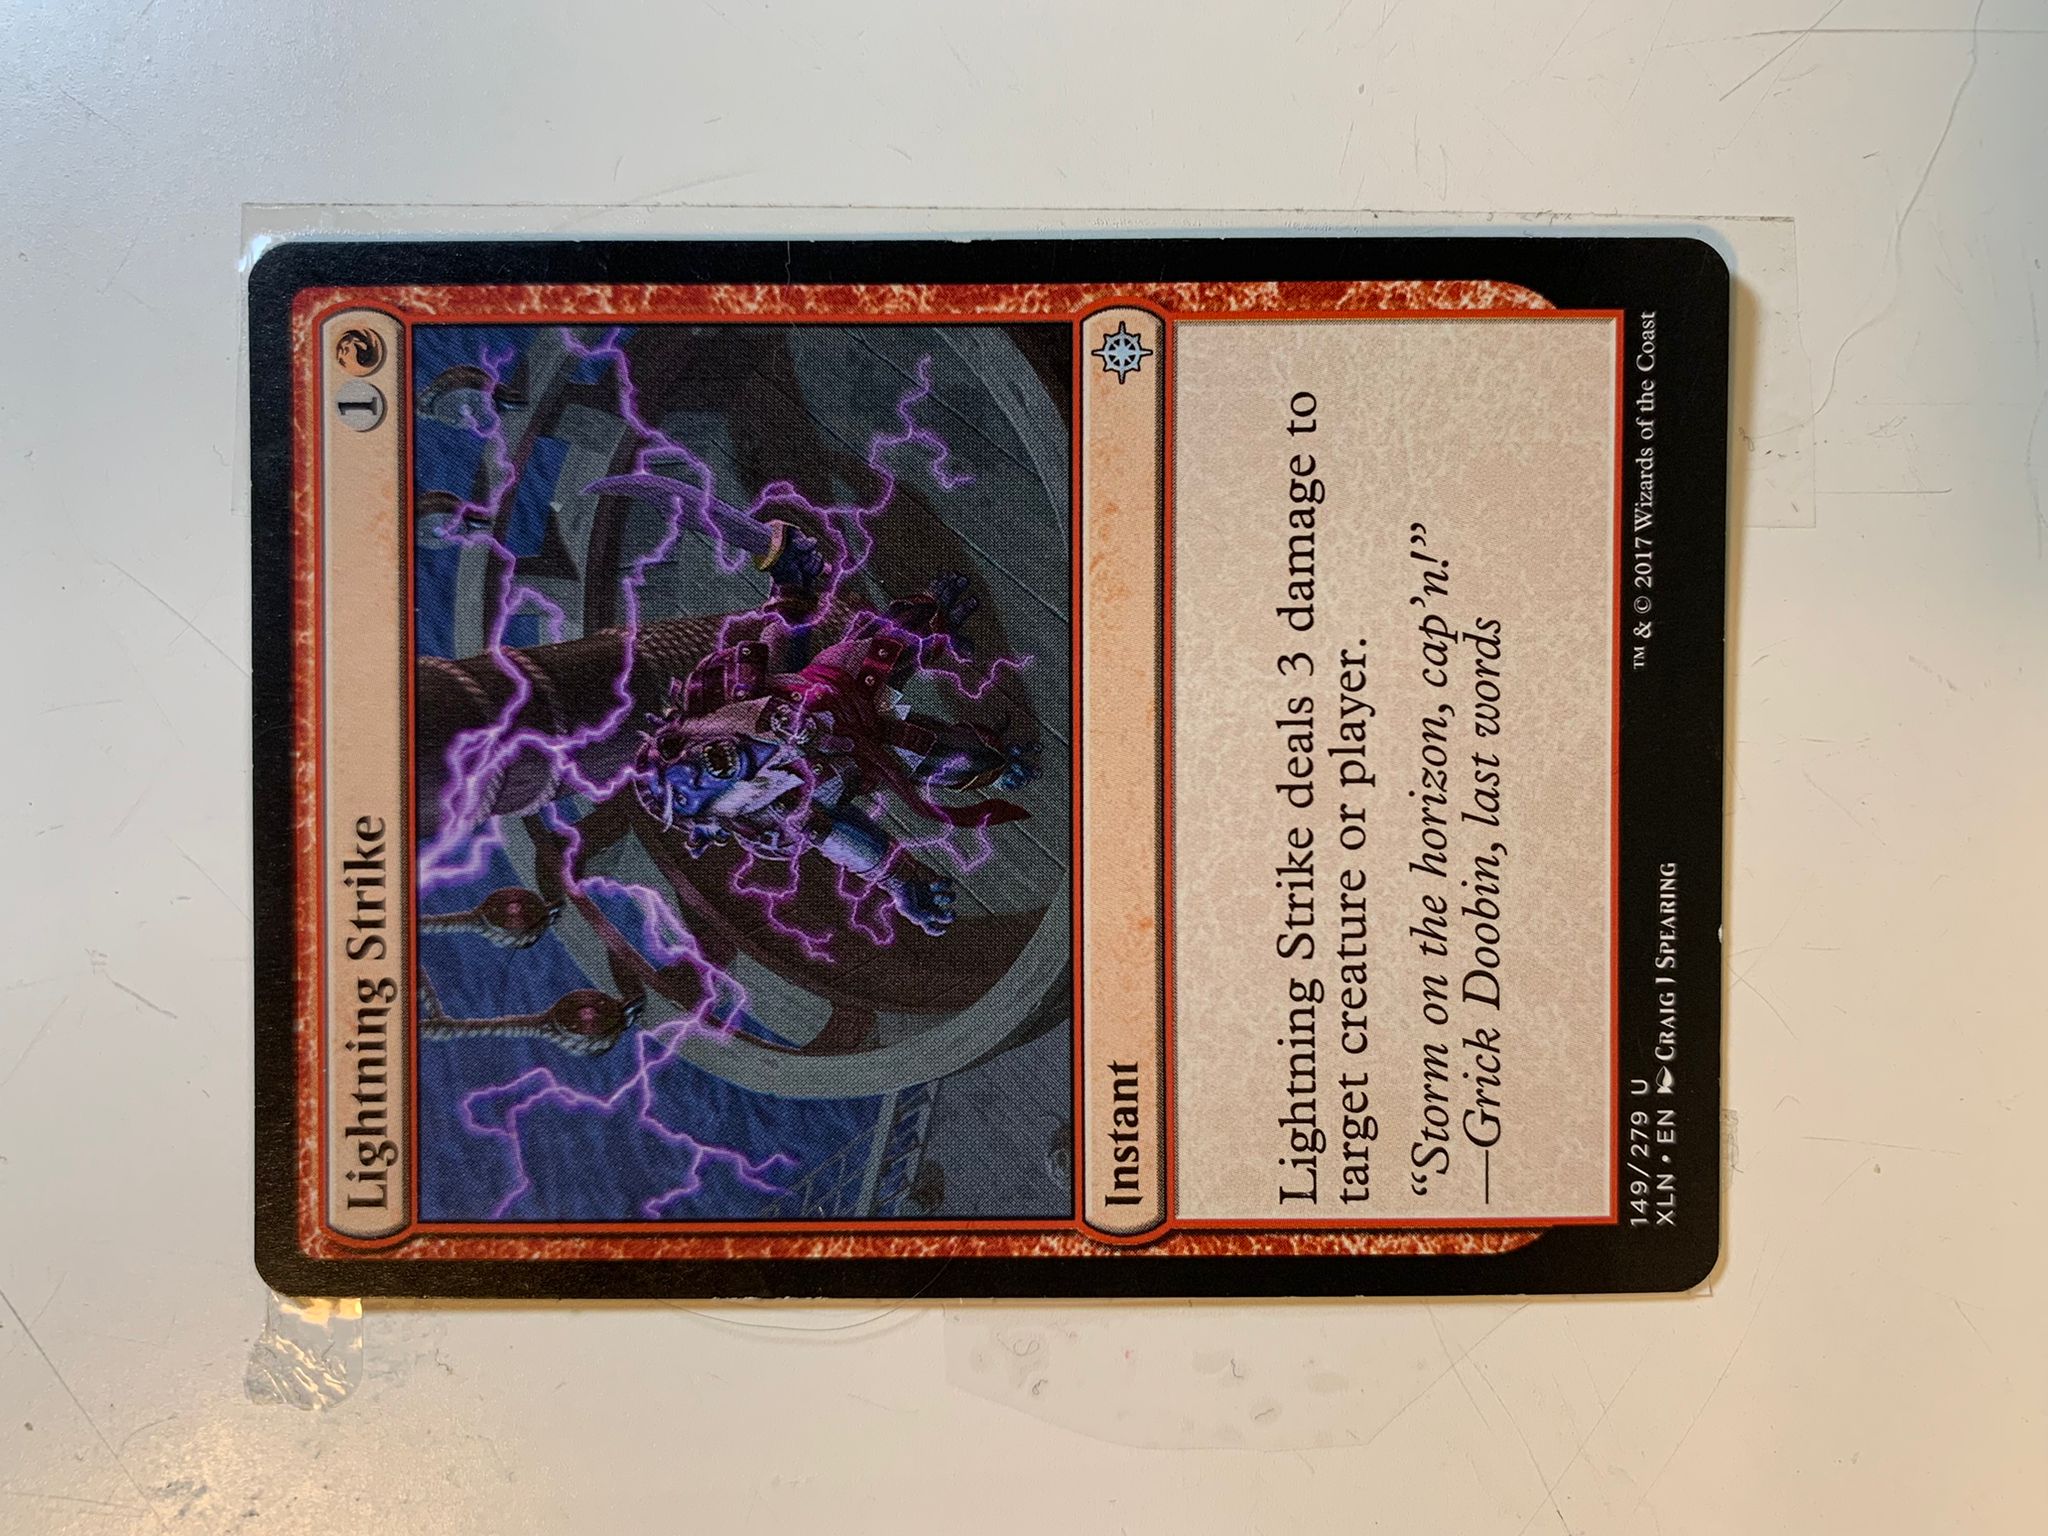 Lightning Strike 1
Instant
Lightning Strike deals 3 damage to
target creature or player.
“Storm on the horizon, cap’n!”
—Grick Doobin, last words
149/279 U
XLN • EN CRAIG J SPEARING
™ & © 2017 Wizards of the Coast